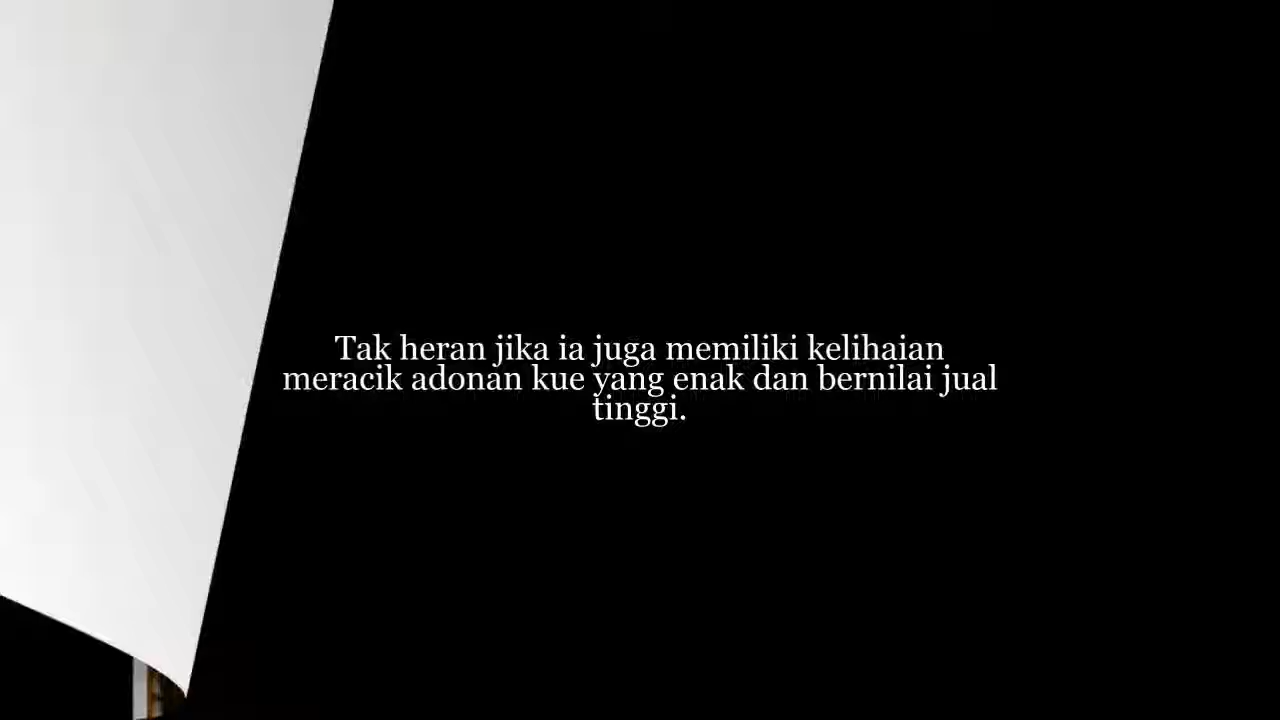 Tak heran jika ia juga memiliki kelihaian
meracik adonan kue yang enak dan bernilai jual
tinggi.